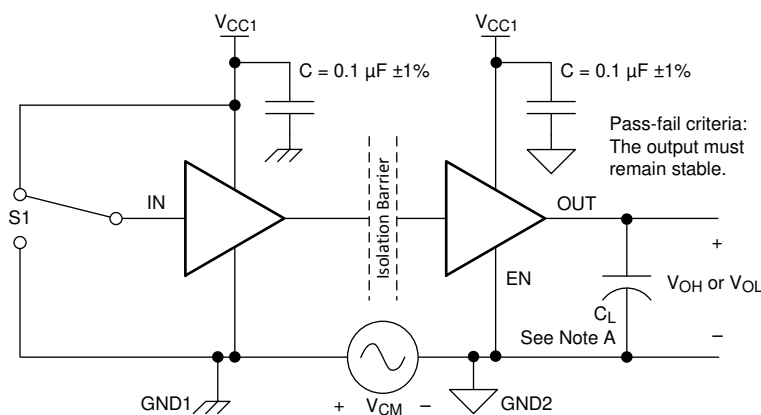 VCC1
VCC1
C = 0.1 µF ±1%
C = 0.1 µF ±1%
Pass-fail criteria:
The output must
remain stable.
S1
IN
Isolation Barrier
OUT
EN
+
VOH or VOL
CL
See Note A
–
GND1
+ VCM –
GND2